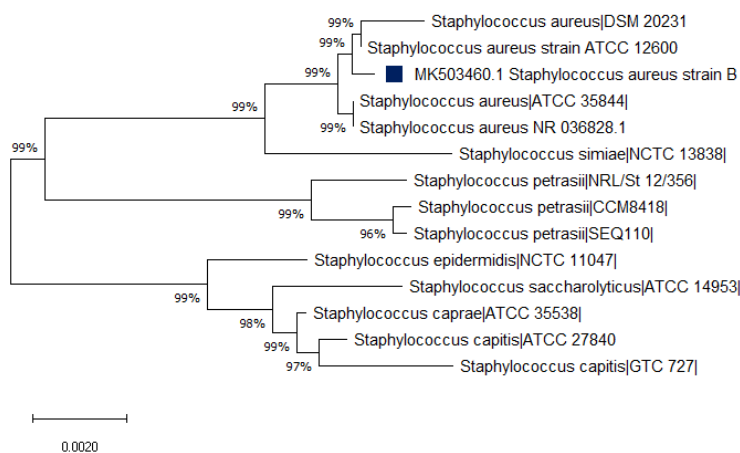 99%
Staphylococcus aureus|DSM 20231
99%
Staphylococcus aureus strain ATCC 12600
99%
MK503460.1 Staphylococcus aureus strain B
99%
Staphylococcus aureus|ATCC 35844|
99%
Staphylococcus aureus NR 036828.1
99%
Staphylococcus simiae|NCTC 13838|
Staphylococcus petrasii|NRL/St 12/356|
99%
Staphylococcus petrasii|CCM8418|
96%
Staphylococcus petrasii|SEQ110|
Staphylococcus epidermidis|NCTC 11047|
99%
Staphylococcus saccharolyticus|ATCC 14953|
98%
Staphylococcus caprae|ATCC 35538|
99%
Staphylococcus capitis|ATCC 27840
97%
Staphylococcus capitis|GTC 727|
0.0020